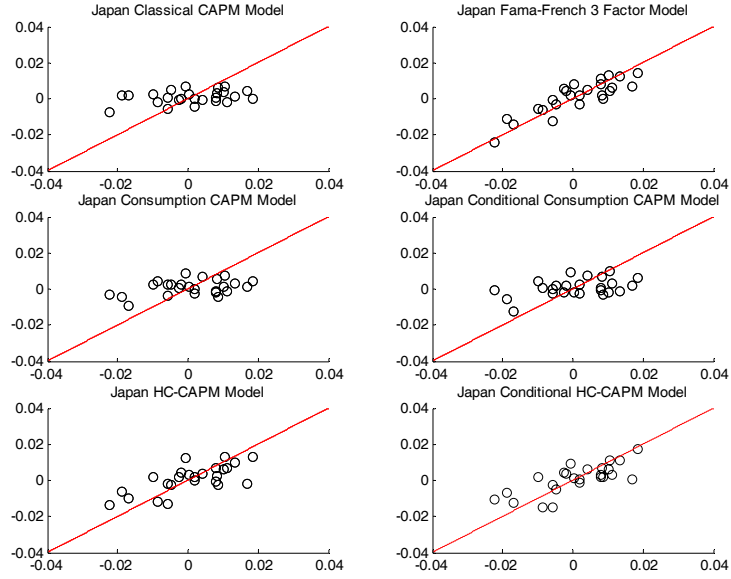 Japan Classical CAPM Model
0.04
0.02
0
-0.02
-0.04
-0.04 -0.02 0 0.02 0.04
Japan Fama-French 3 Factor Model
0.04
0.02
0
-0.02
-0.04
-0.04 -0.02 0 0.02 0.04
Japan Consumption CAPM Model
0.04
0.02
0
-0.02
-0.04
-0.04 -0.02 0 0.02 0.04
Japan Conditional Consumption CAPM Model
0.04
0.02
0
-0.02
-0.04
-0.04 -0.02 0 0.02 0.04
Japan HC-CAPM Model
0.04
0.02
0
-0.02
-0.04
-0.04 -0.02 0 0.02 0.04
Japan Conditional HC-CAPM Model
0.04
0.02
0
-0.02
-0.04
-0.04 -0.02 0 0.02 0.04